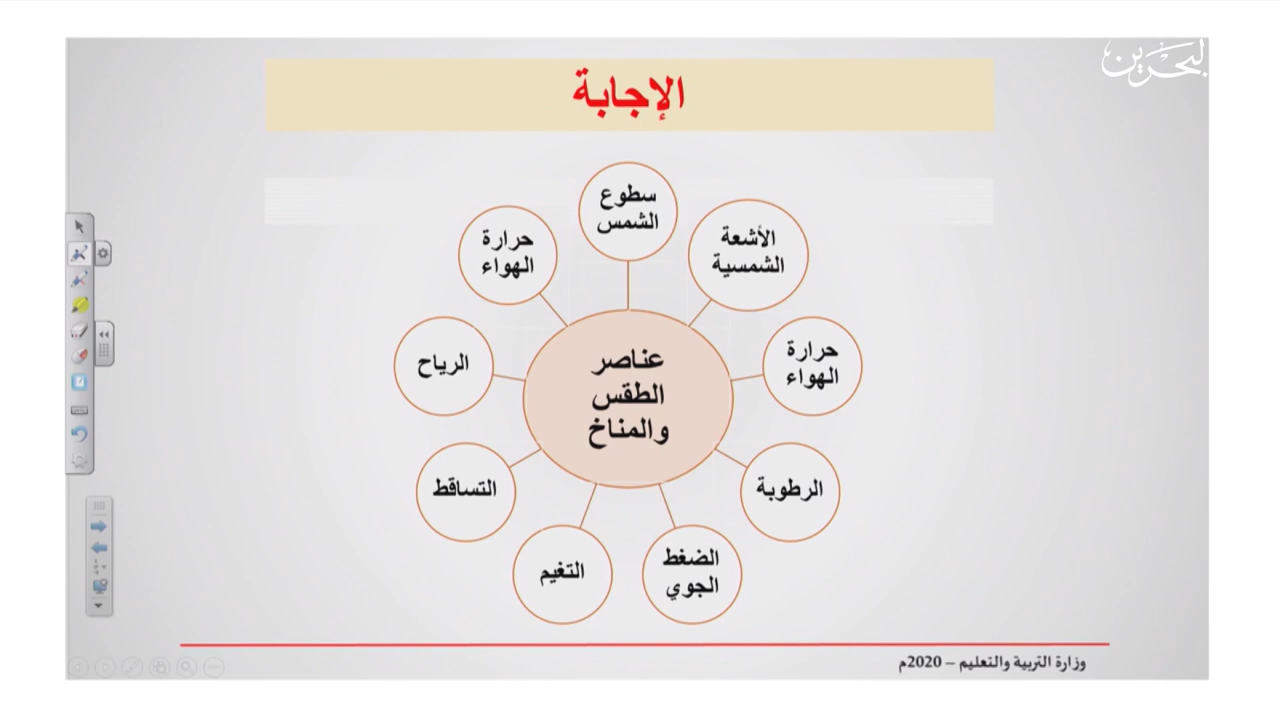 البحرين
الإجابة
سطوع
الشمس
الأشعة
الشمسية
حرارة
الهواء
الرطوبة
الضغط
الجوي
التغيم
التساقط
الرياح
حرارة
الهواء
عناصر
الطقس
والمناخ
وزارة التربية والتعليم – 2020م